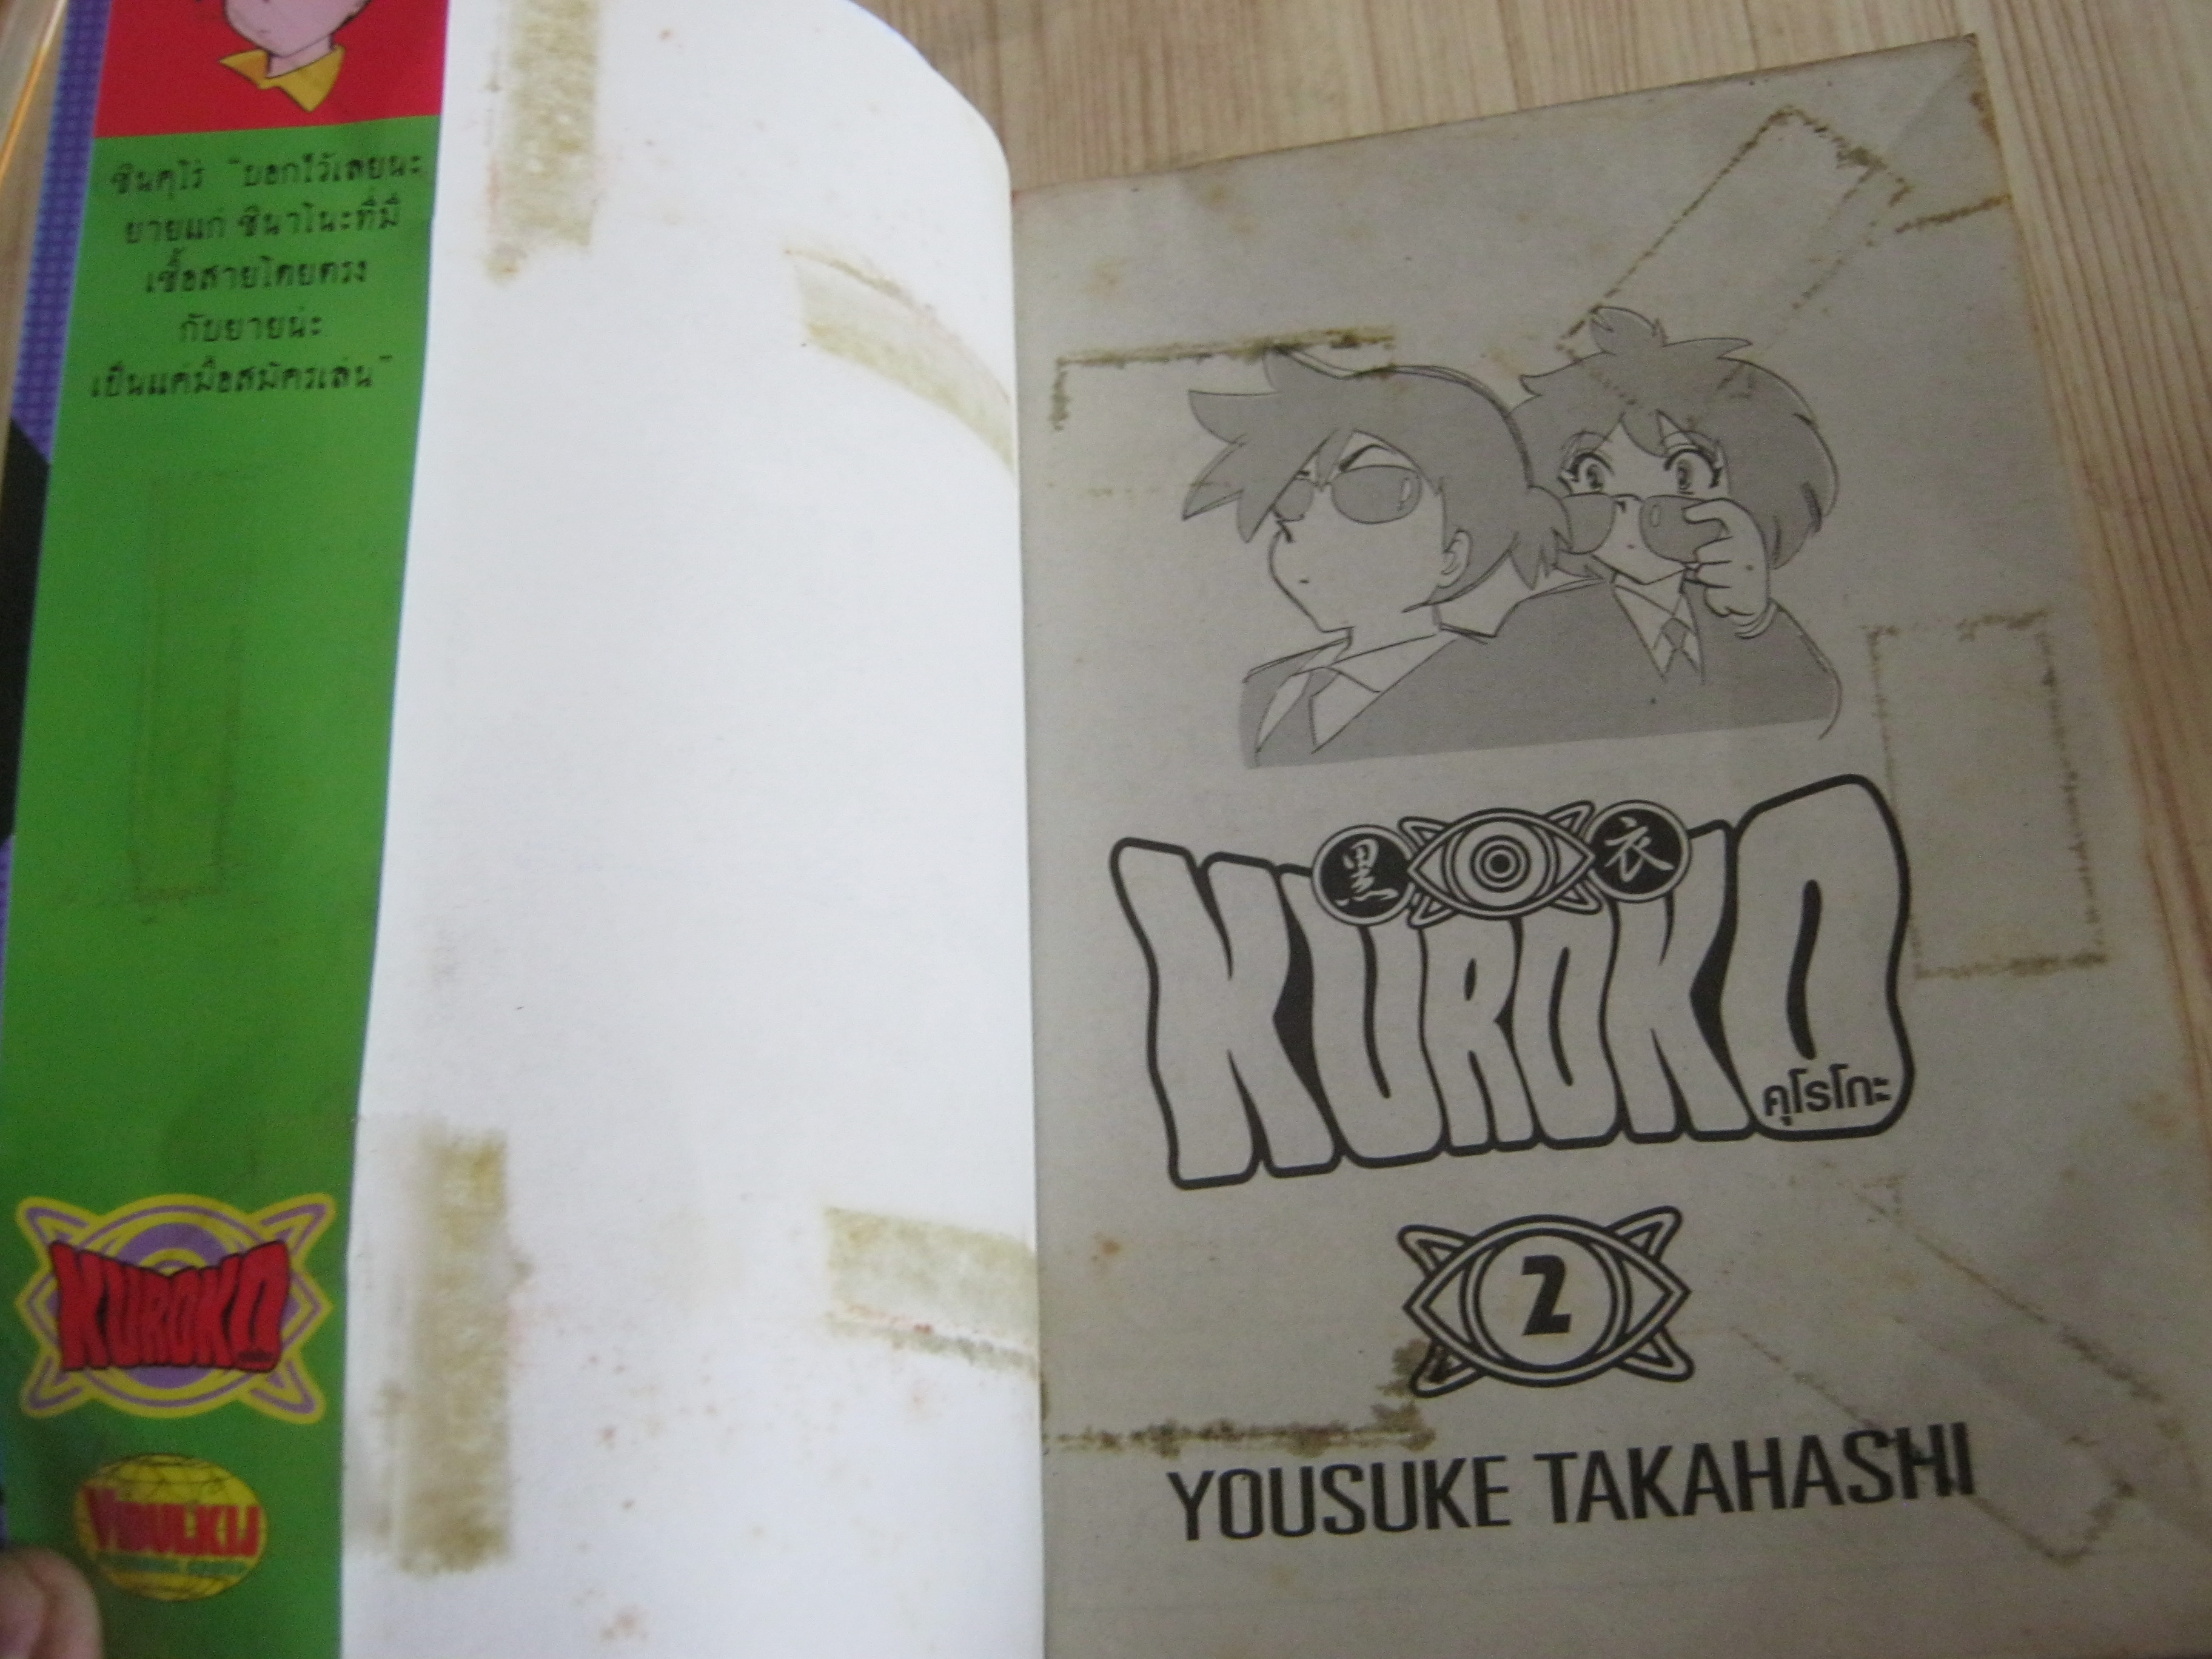 ชินคุโร่ "บอกไว้เลยนะ
ยายแก่ ชินาโนะที่มี
เชื้อสายโดยตรง
กับยายน่ะ
เป็นแค่มือสมัครเล่น"
KUROKO
VIBULKIJ
黒 衣
KUROKO
คุโรโกะ
2
YOUSUKE TAKAHASHI